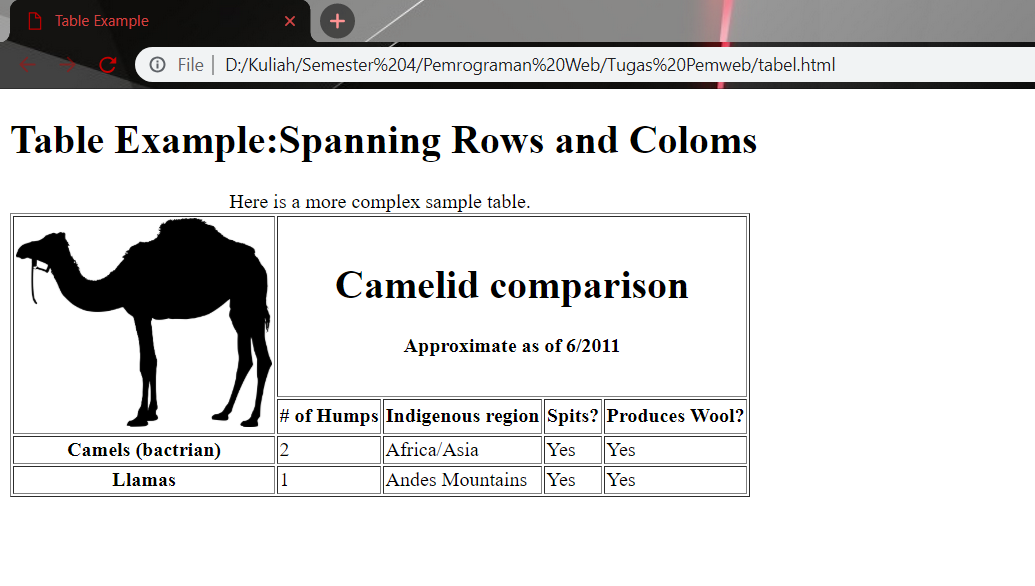 Table Example
File | D:/Kuliah/Semester%204/Pemrograman%20Web/Tugas%20Pemweb/tabel.html
Table Example:Spanning Rows and Coloms
Here is a more complex sample table.
Camelid comparison
Approximate as of 6/2011
# of Humps Indigenous region Spits? Produces Wool?
Camels (bactrian) 2 Africa/Asia Yes Yes
Llamas 1 Andes Mountains Yes Yes